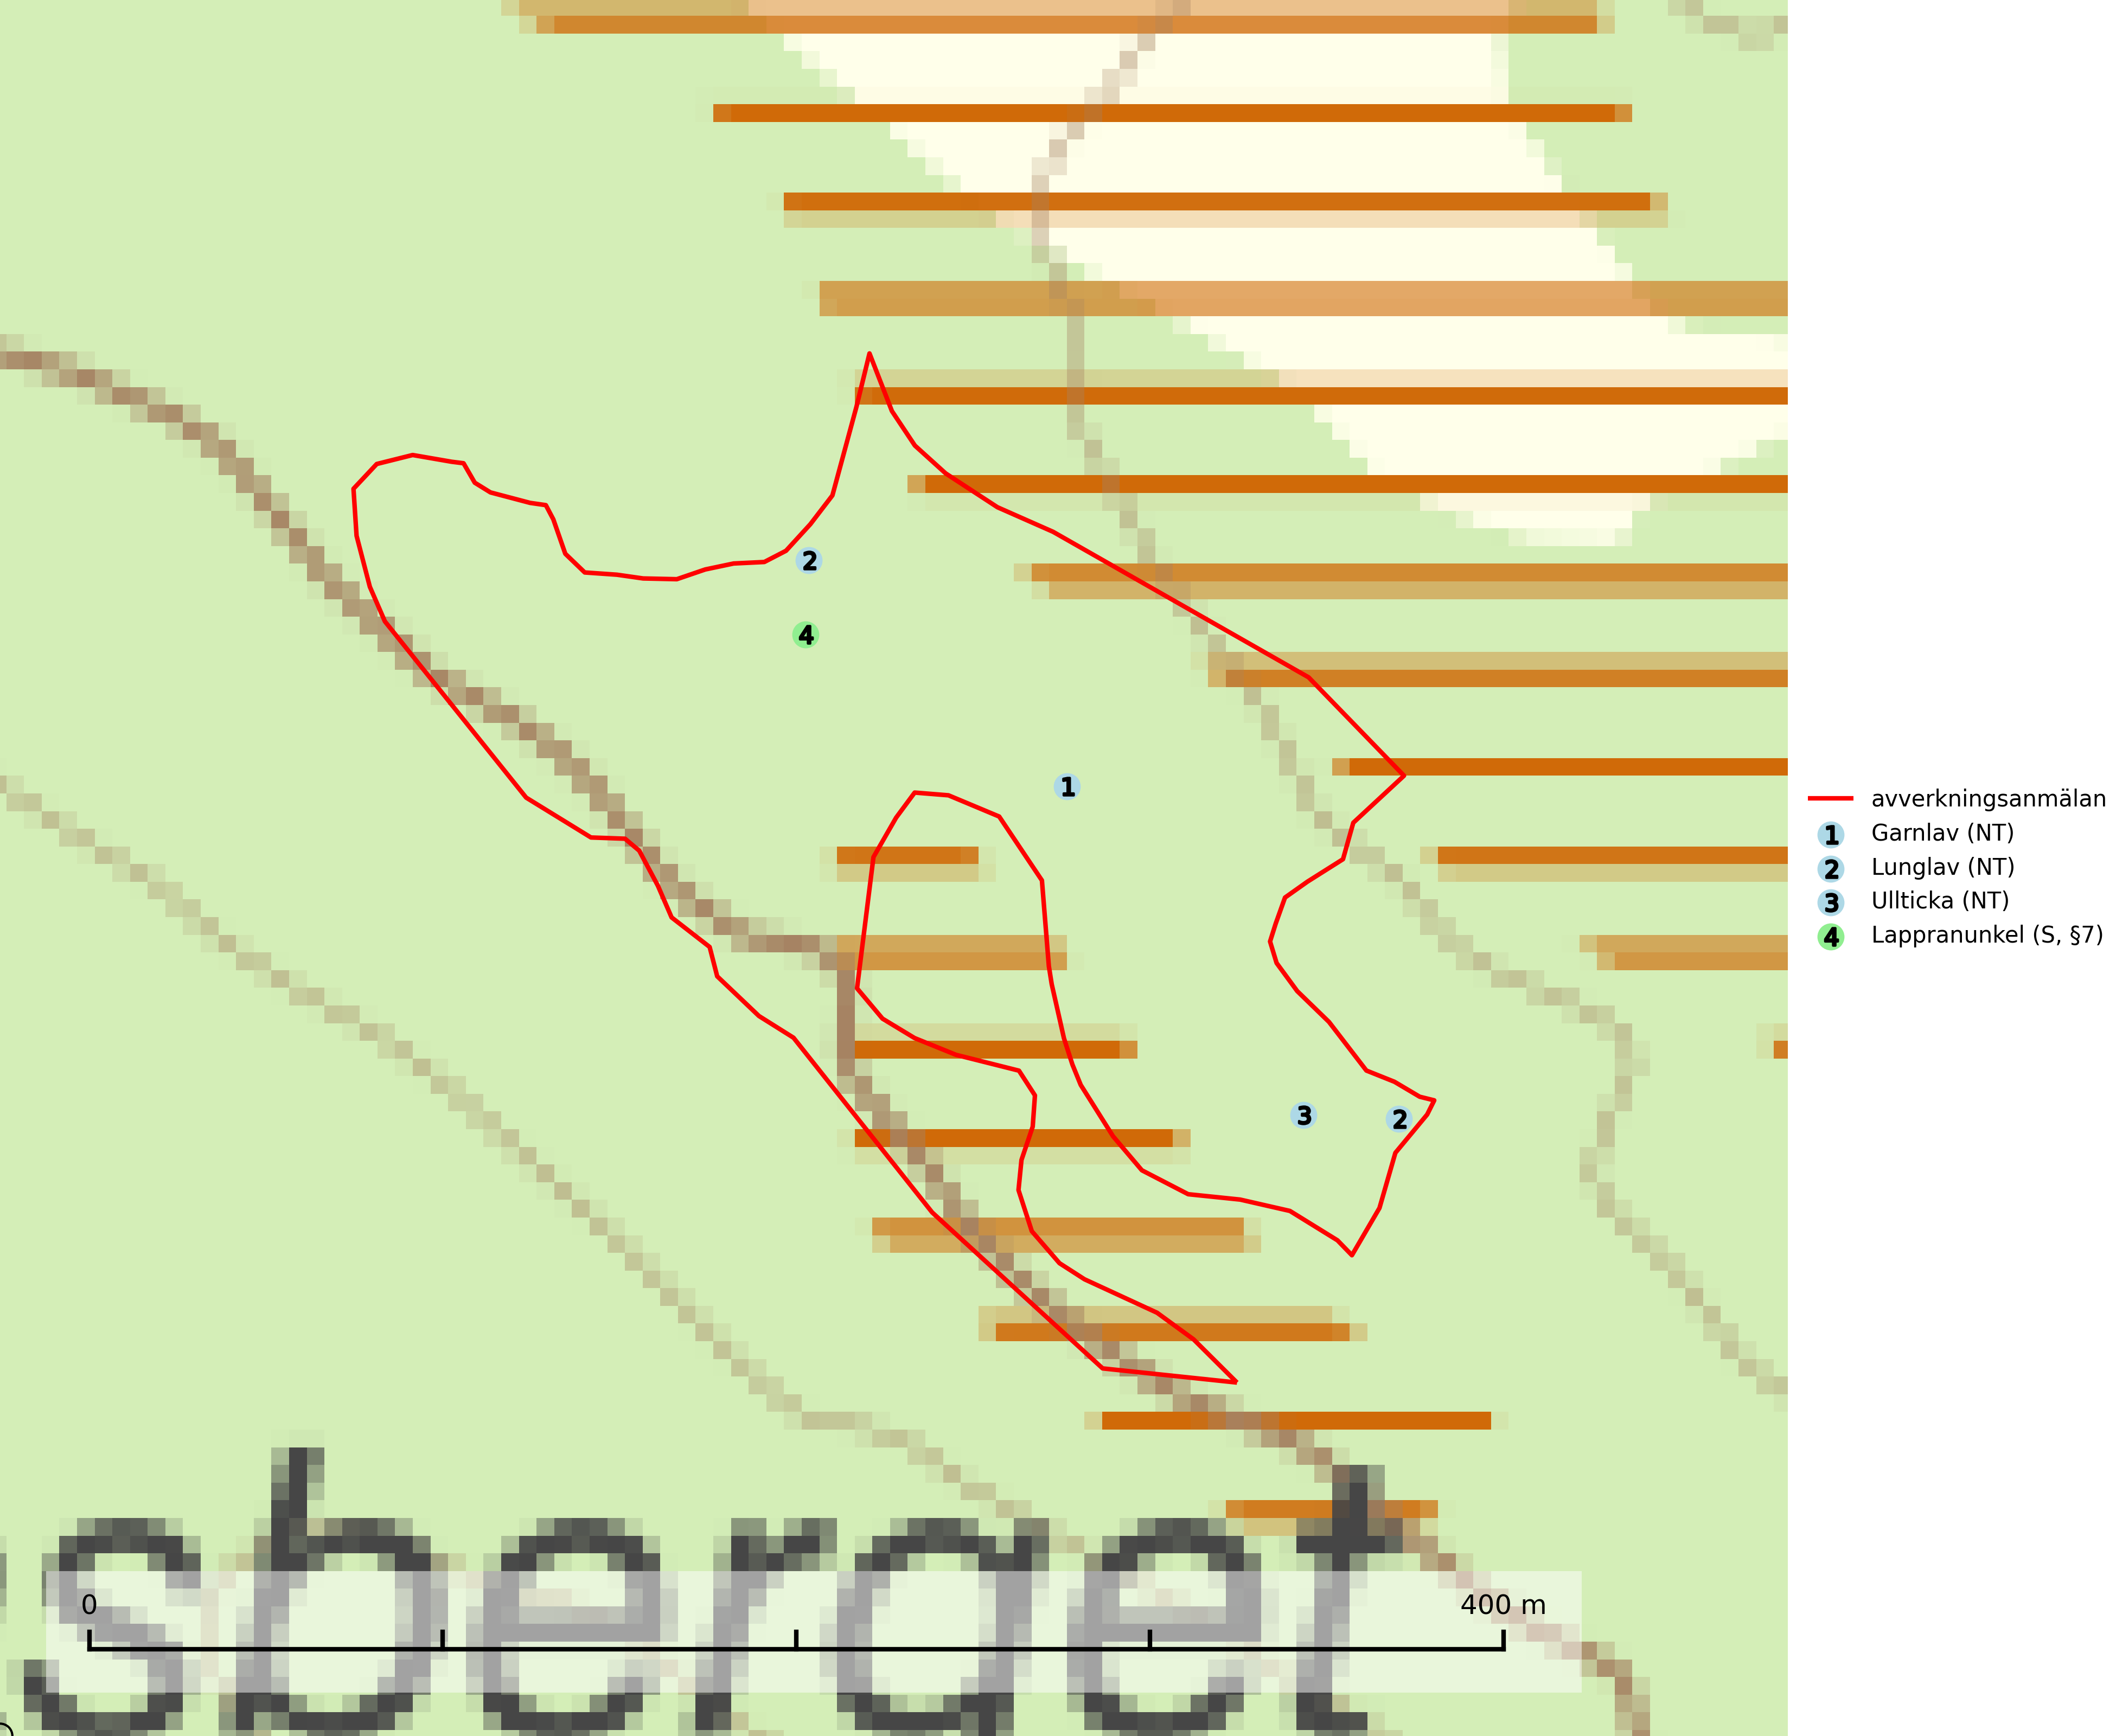 2
4
1
3
2
avverkningsanmälan
1 Garnlav (NT)
2 Lunglav (NT)
3 Ullticka (NT)
4 Lappranunkel (S, §7)
sberget
0 400 m